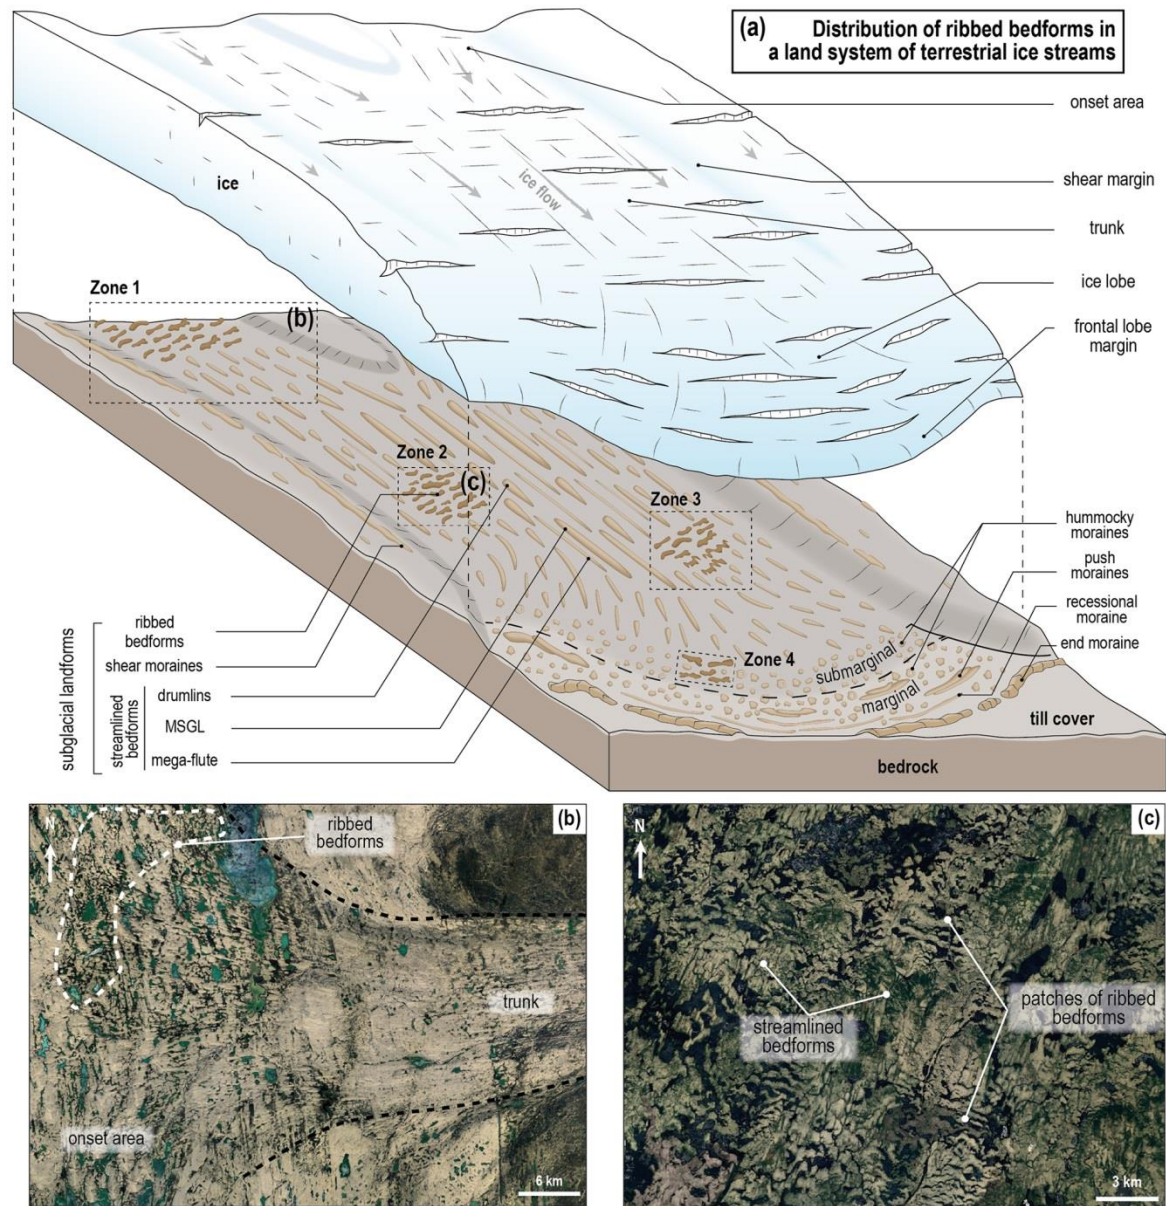 (a) Distribution of ribbed bedforms in
a land system of terrestrial ice streams
onset area
shear margin
trunk
ice lobe
frontal lobe
margin
ice
ice flow
Zone 1
(b)
Zone 2
(c)
Zone 3
Zone 4
hummocky
moraines
push
moraines
recessional
moraine
end moraine
submarginal
marginal
till cover
bedrock
subglacial landforms
ribbed
bedforms
shear moraines
streamlined
bedforms
drumlins
MSGL
mega-flute
(b)
N
ribbed
bedforms
trunk
onset area
6 km
(c)
N
streamlined
bedforms
patches of ribbed
bedforms
3 km